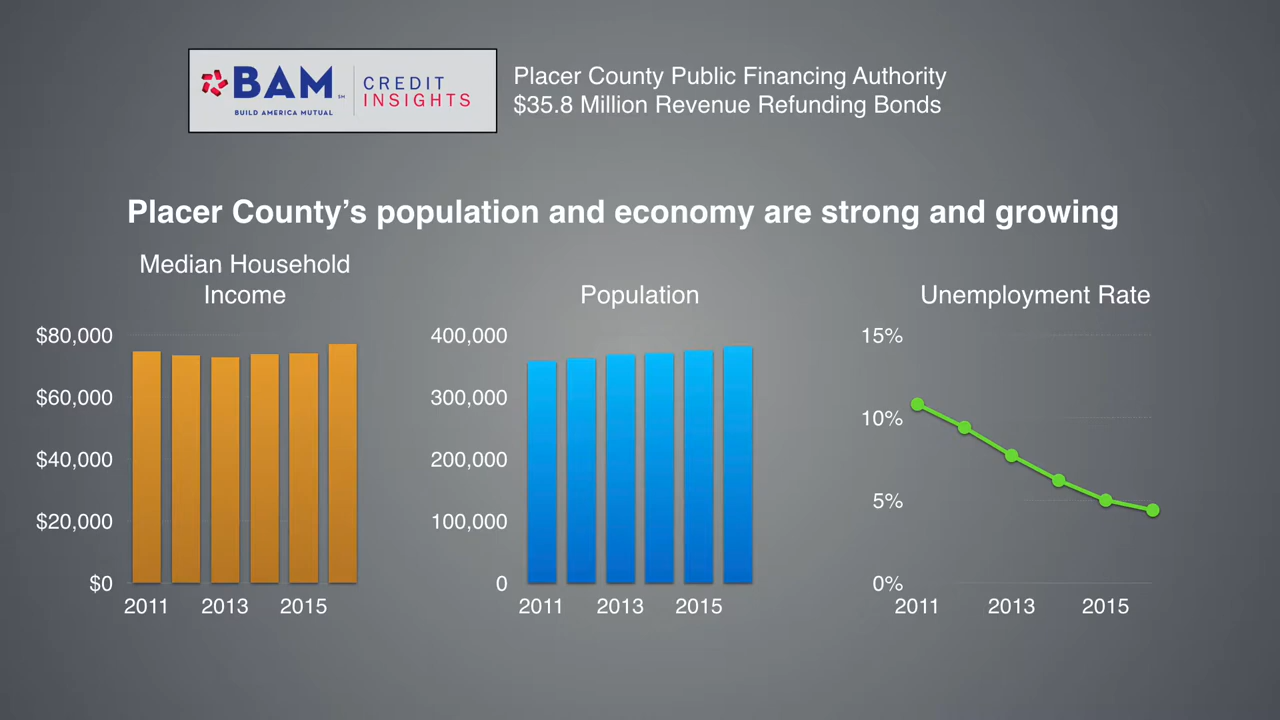 BAM
SM
BUILD AMERICA MUTUAL
CREDIT
INSIGHTS
Placer County Public Financing Authority
$35.8 Million Revenue Refunding Bonds
Placer County’s population and economy are strong and growing
Median Household
Income
$80,000
$60,000
$40,000
$20,000
$0
2011 2013 2015
Population
400,000
300,000
200,000
100,000
0
2011 2013 2015
Unemployment Rate
15%
10%
5%
0%
2011 2013 2015